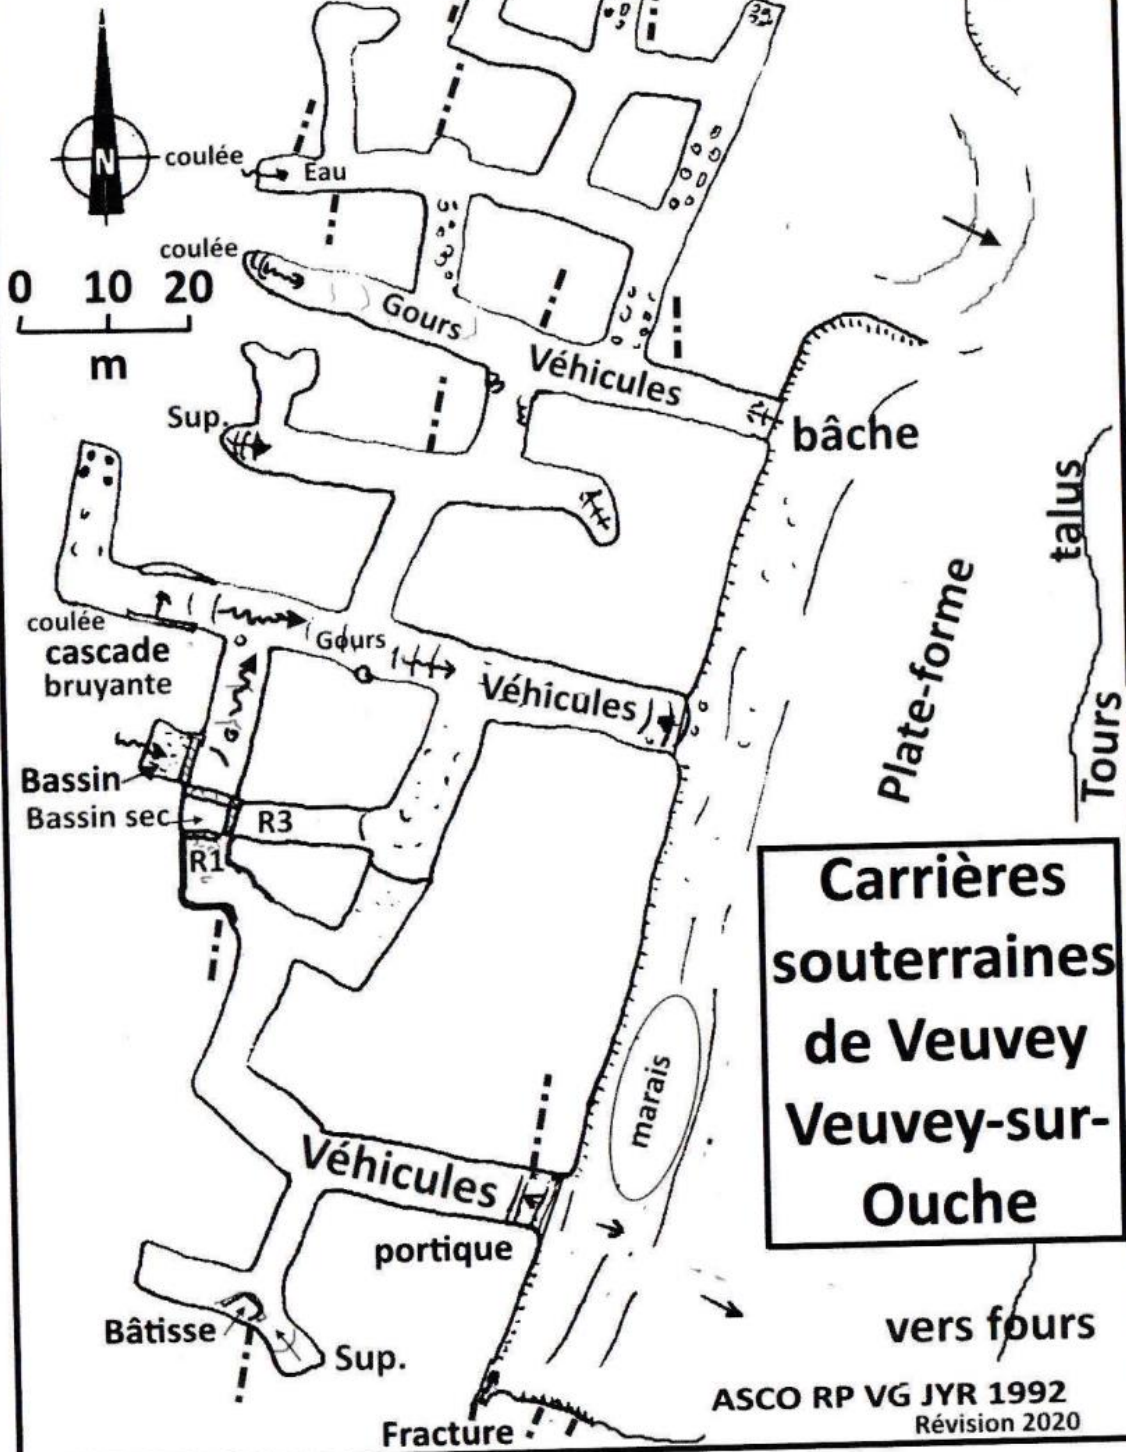 N
coulée
Eau
coulée
0 10 20
m
Gours
Véhicules
bâche
Sup.
talus
Plate-forme
coulée
cascade
bruyante
Gours
Véhicules
Tours
Bassin
Bassin sec
R3
R1
Carrières
souterraines
de Veuvey
Veuvey-sur-
Ouche
marais
Véhicules
portique
Bâtisse
Sup.
vers fours
Fracture
ASCO RP VG JYR 1992
Révision 2020